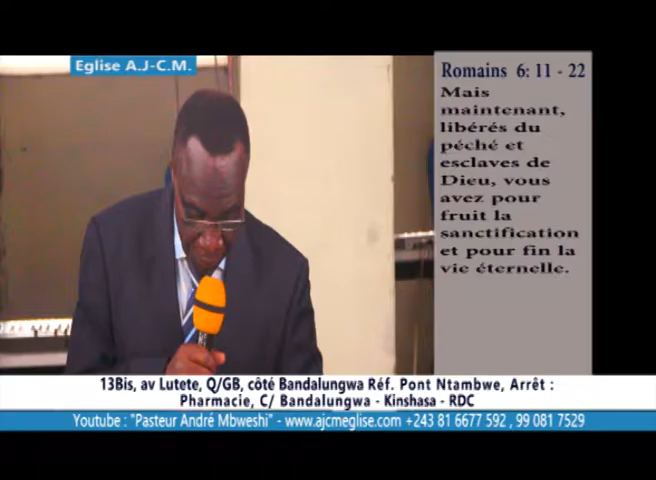 Eglise A.J-C.M.
Romains 6: 11 - 22
Mais
maintenant,
libérés du
péché et
esclaves de
Dieu, vous
avez pour
fruit la
sanctification
et pour fin la
vie éternelle.
13Bis, av Lutete, Q/GB, côté Bandalungwa Réf. Pont Ntambwe, Arrêt :
Pharmacie, C/ Bandalungwa - Kinshasa - RDC
Youtube : "Pasteur André Mbweshi" - www.ajcmeglise.com +243 81 6677 592 , 99 081 7529